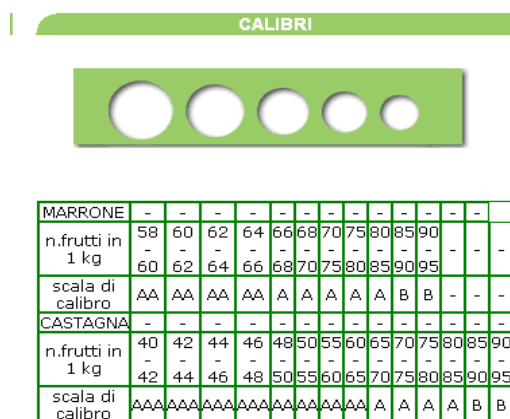 CALIBRI
MARRONE - - - - - - - - - - - - -
n.frutti in 1 kg 58 - 60 60 - 62 62 - 64 64 - 66 66 - 68 68 - 70 70 - 75 75 - 80 80 - 85 85 - 90 90 - 95 - - -
scala di calibro AA AA AA AA A A A A A B B - - -
CASTAGNA - - - - - - - - - - - - - -
n.frutti in 1 kg 40 - 42 42 - 44 44 - 46 46 - 48 48 - 50 50 - 55 55 - 60 60 - 65 65 - 70 70 - 75 75 - 80 80 - 85 85 - 90 90 - 95
scala di calibro AAA AAA AAA AAA AA AA AA AA A A A A B B